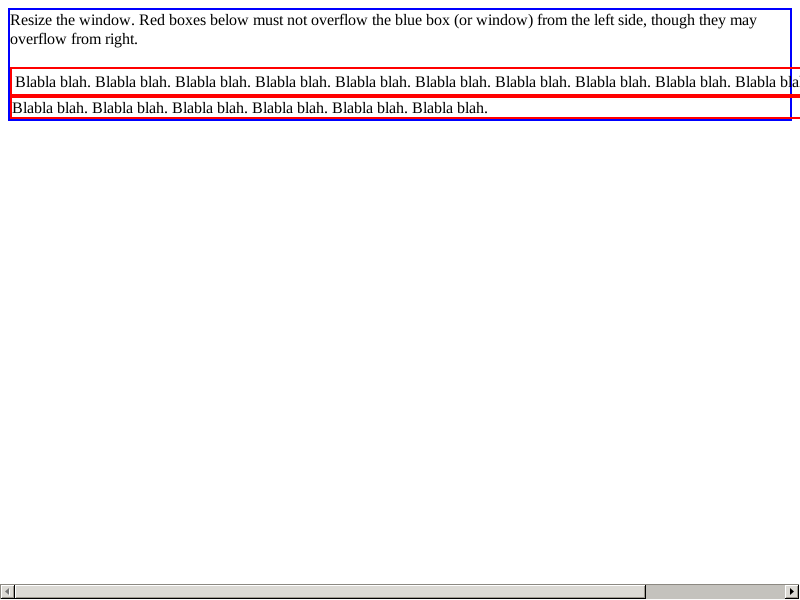 Resize the window. Red boxes below must not overflow the blue box (or window) from the left side, though they may
overflow from right.
Blabla blah. Blabla blah. Blabla blah. Blabla blah. Blabla blah. Blabla blah. Blabla blah. Blabla blah. Blabla blah. Blabla bla
Blabla blah. Blabla blah. Blabla blah. Blabla blah. Blabla blah. Blabla blah.